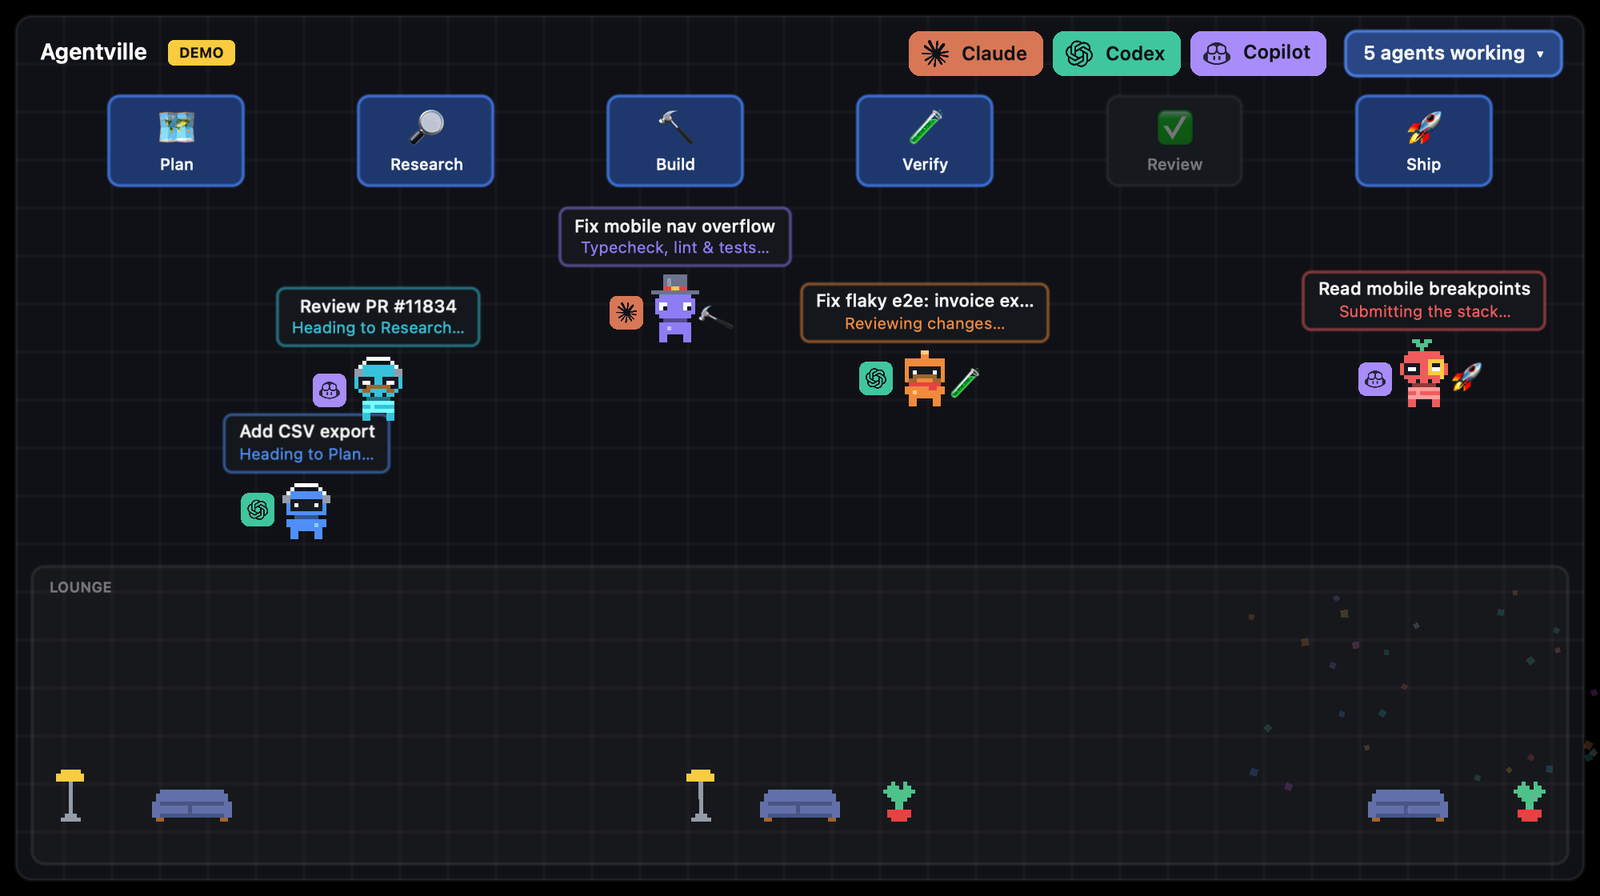 Agentville
DEMO
Claude
Codex
Copilot
5 agents working
Plan
Research
Build
Verify
Review
Ship
Fix mobile nav overflow
Typecheck, lint & tests...
Review PR #11834
Heading to Research...
Fix flaky e2e: invoice ex...
Reviewing changes...
Read mobile breakpoints
Submitting the stack...
Add CSV export
Heading to Plan...
LOUNGE